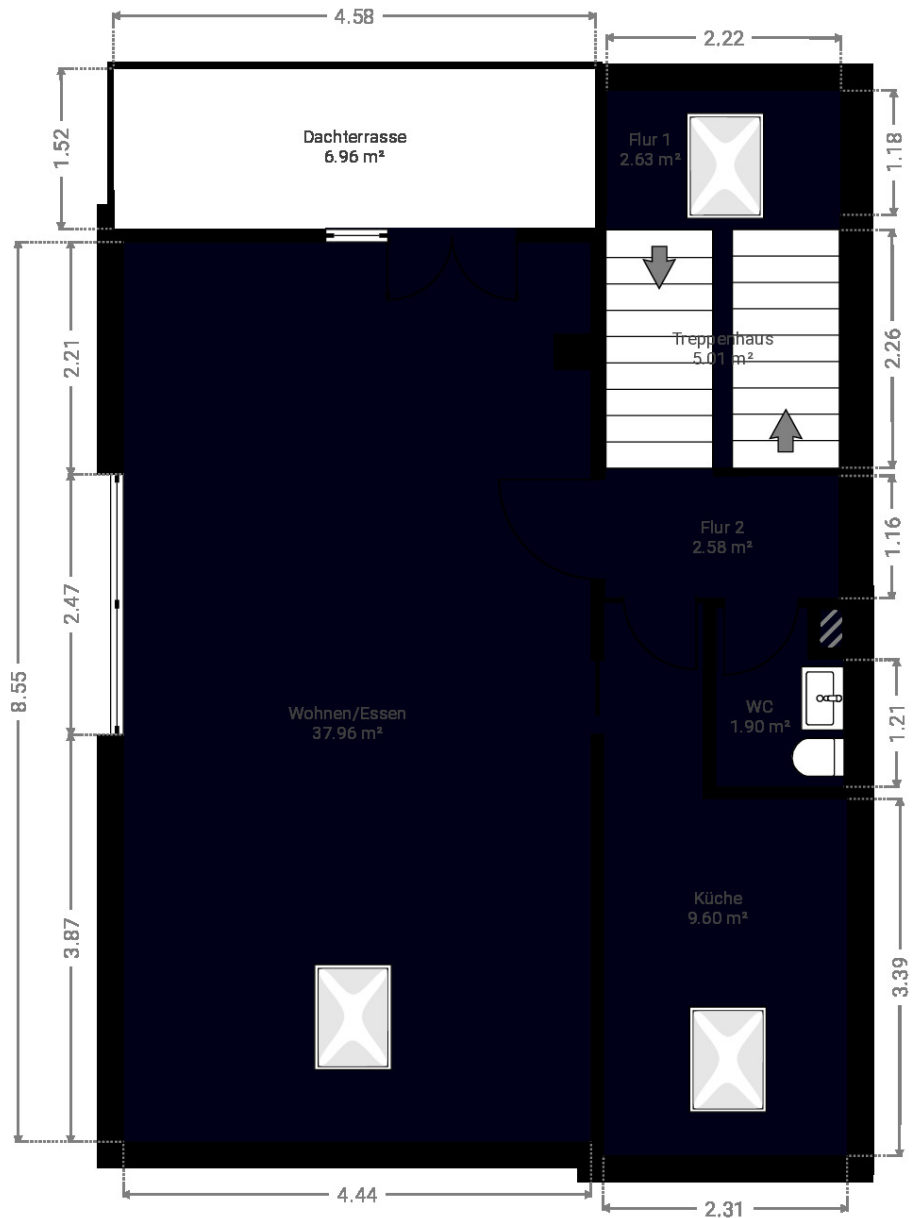 4.58
2.22
Dachterrasse
6.96 m²
1.52
Flur 1
2.63 m²
1.18
2.21
Treppenhaus
5.01 m²
2.26
Flur 2
2.58 m²
1.16
2.47
8.55
Wohnen/Essen
37.96 m²
WC
1.90 m²
1.21
3.87
Küche
9.60 m²
3.39
4.44
2.31